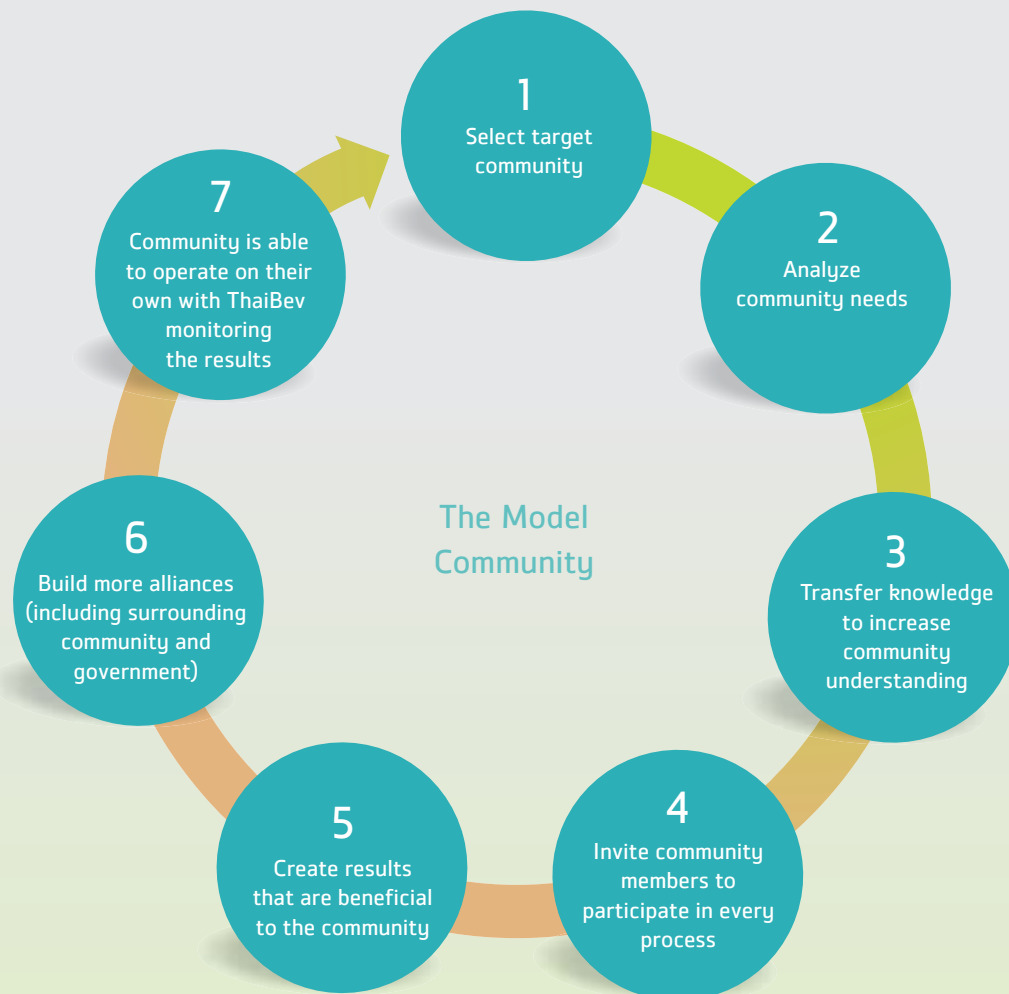 1
Select target
community
2
Analyze
community needs
3
Transfer knowledge
to increase
community
understanding
4
Invite community
members to
participate in every
process
5
Create results
that are beneficial
to the community
6
Build more alliances
(including surrounding
community and
government)
7
Community is able
to operate on their
own with ThaiBev
monitoring
the results
The Model
Community